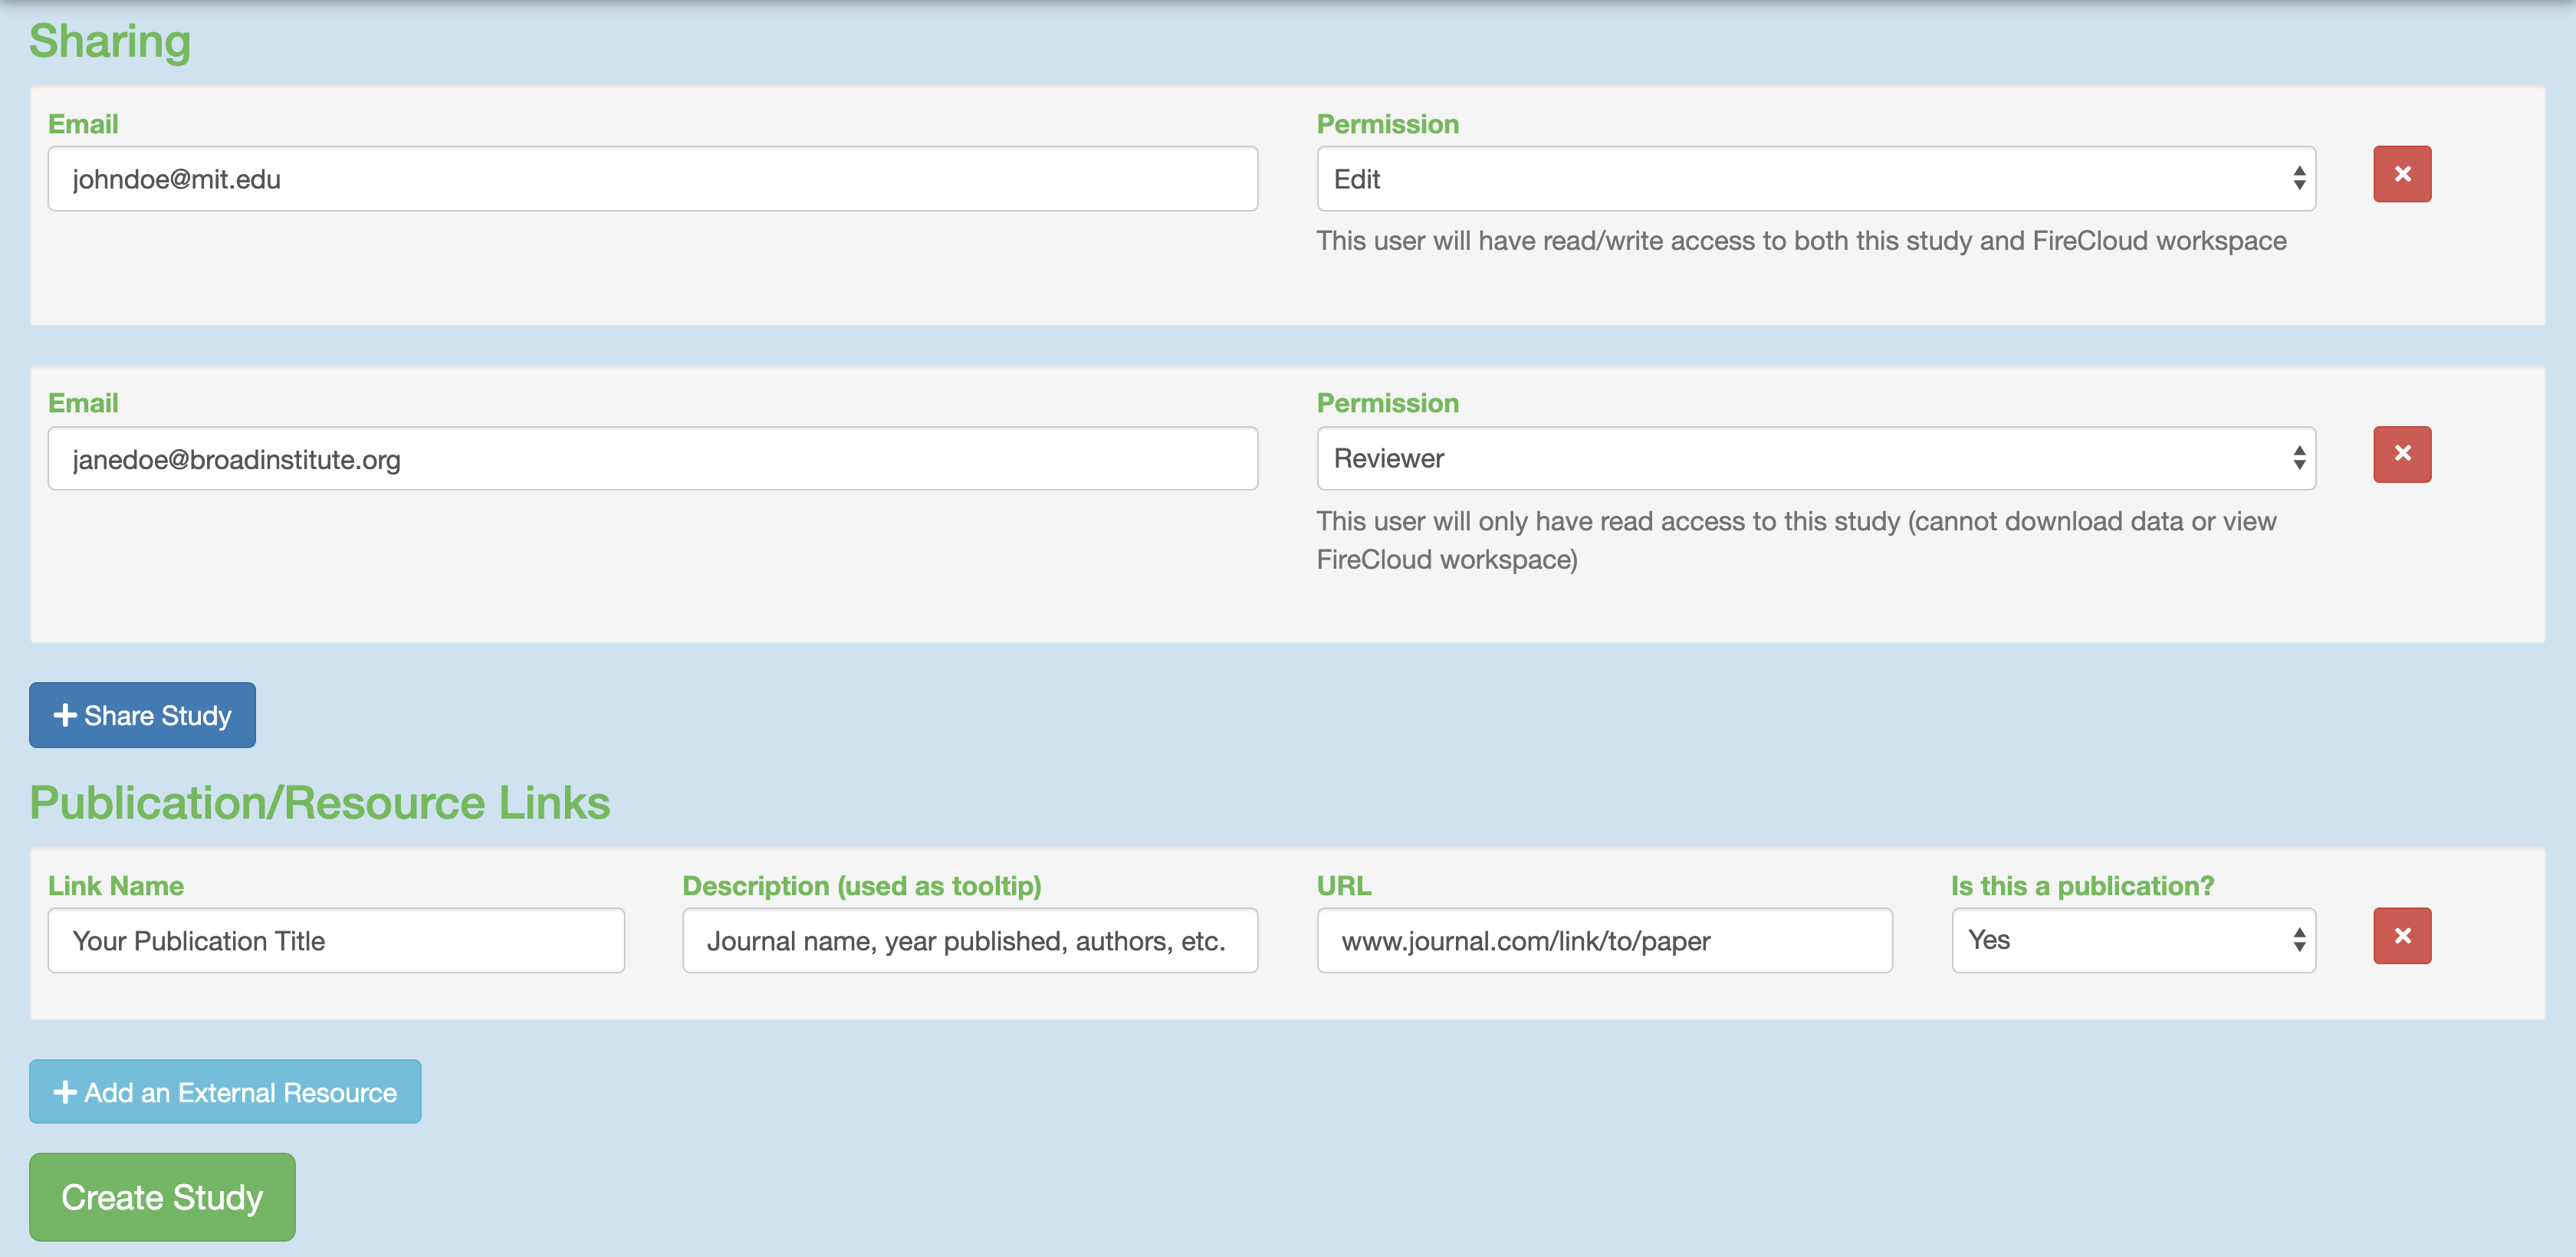 Sharing
Email
Permission
johndoe@mit.edu
Edit
This user will have read/write access to both this study and FireCloud workspace
Email
Permission
janedoe@broadinstitute.org
Reviewer
This user will only have read access to this study (cannot download data or view
FireCloud workspace)
Share Study
Publication/Resource Links
Link Name
Description (used as tooltip)
URL
Is this a publication?
Your Publication Title
Journal name, year published, authors, etc.
www.journal.com/link/to/paper
Yes
Add an External Resource
Create Study